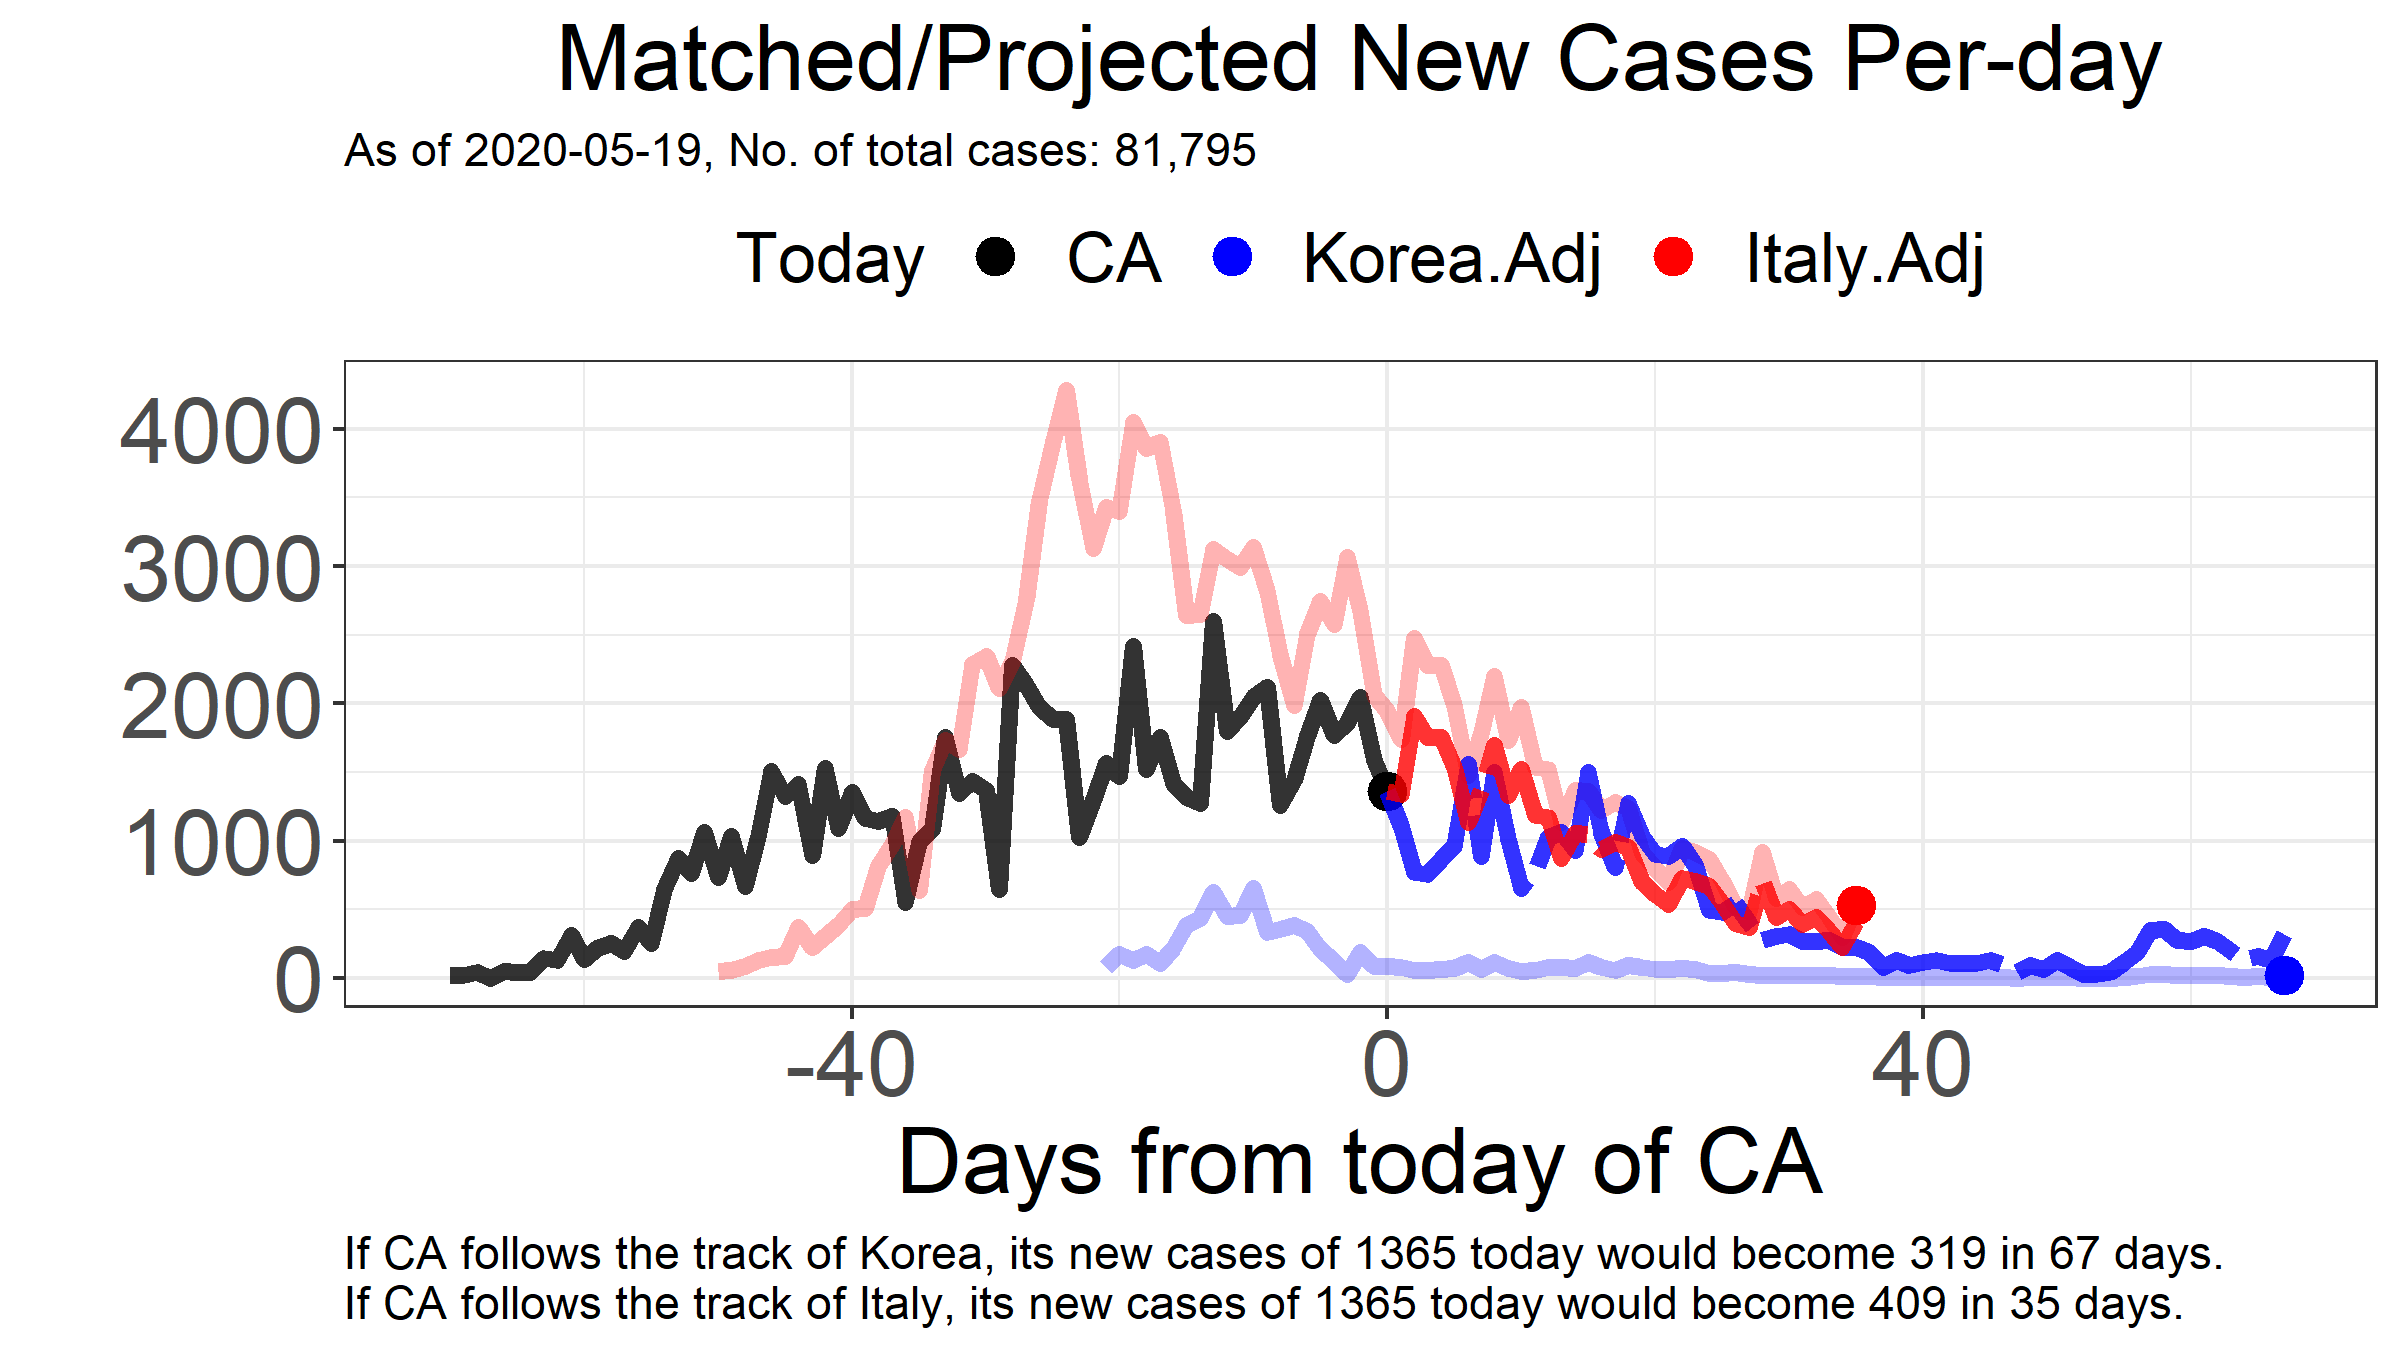 Matched/Projected New Cases Per-day
As of 2020-05-19, No. of total cases: 81,795
Today CA Korea.Adj Italy.Adj
4000
3000
2000
1000
0
-40 0 40
Days from today of CA
If CA follows the track of Korea, its new cases of 1365 today would become 319 in 67 days.
If CA follows the track of Italy, its new cases of 1365 today would become 409 in 35 days.